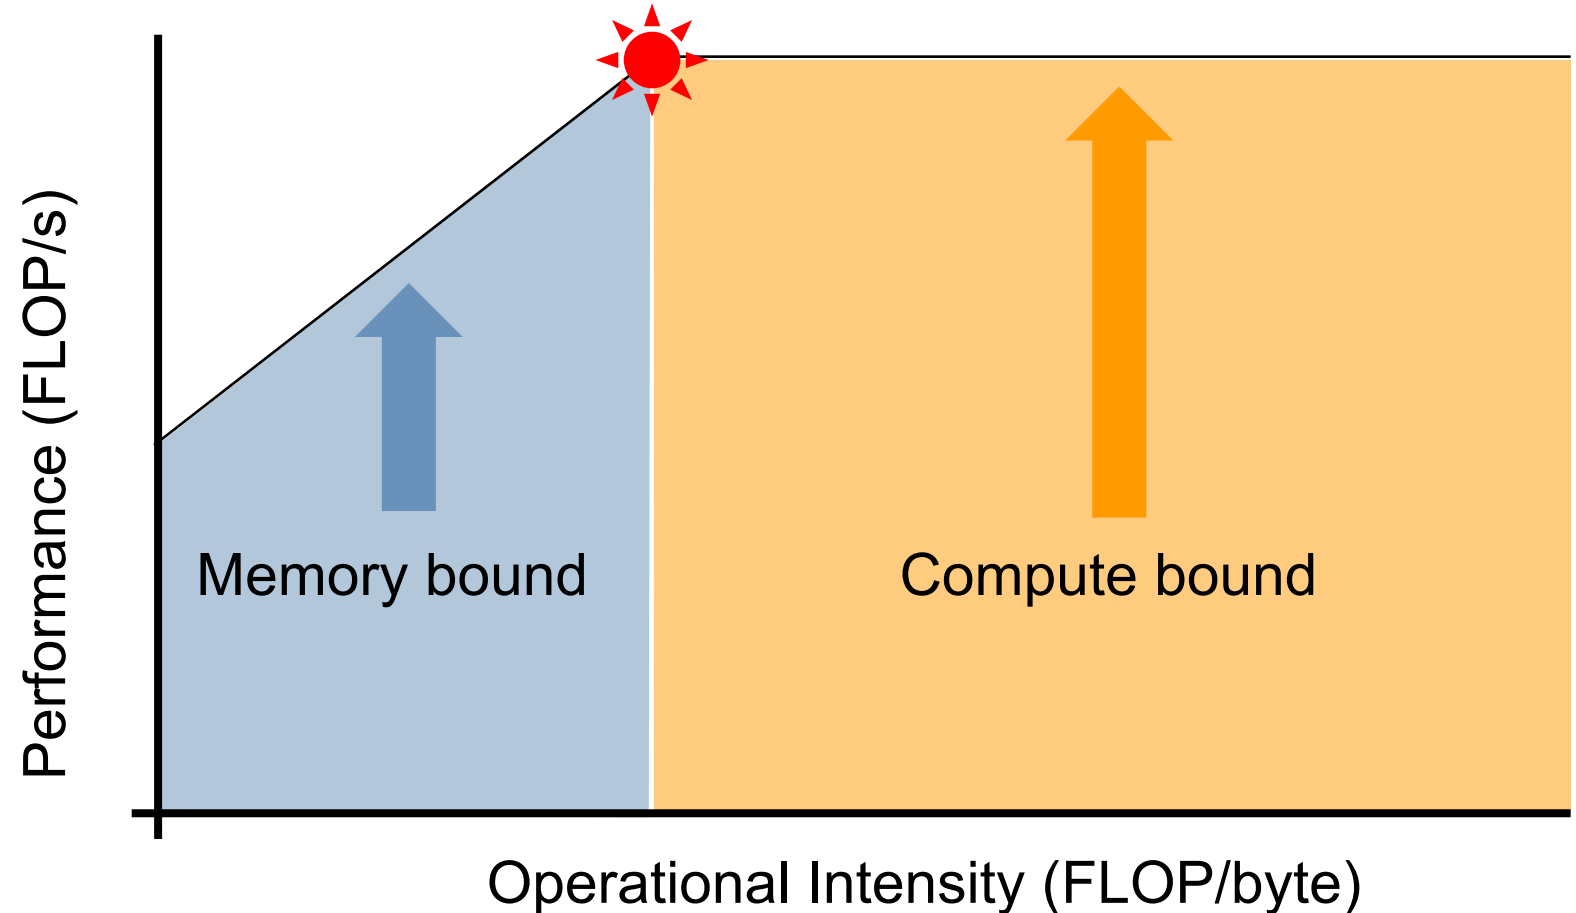 Performance (FLOP/s)
Memory bound
Compute bound
Operational Intensity (FLOP/byte)